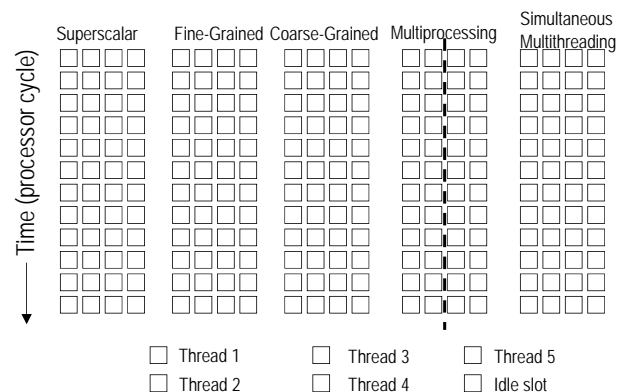 Superscalar
Fine-Grained
Coarse-Grained
Multiprocessing
Simultaneous
Multithreading
Time (processor cycle)
Thread 1
Thread 3
Thread 5
Thread 2
Thread 4
Idle slot